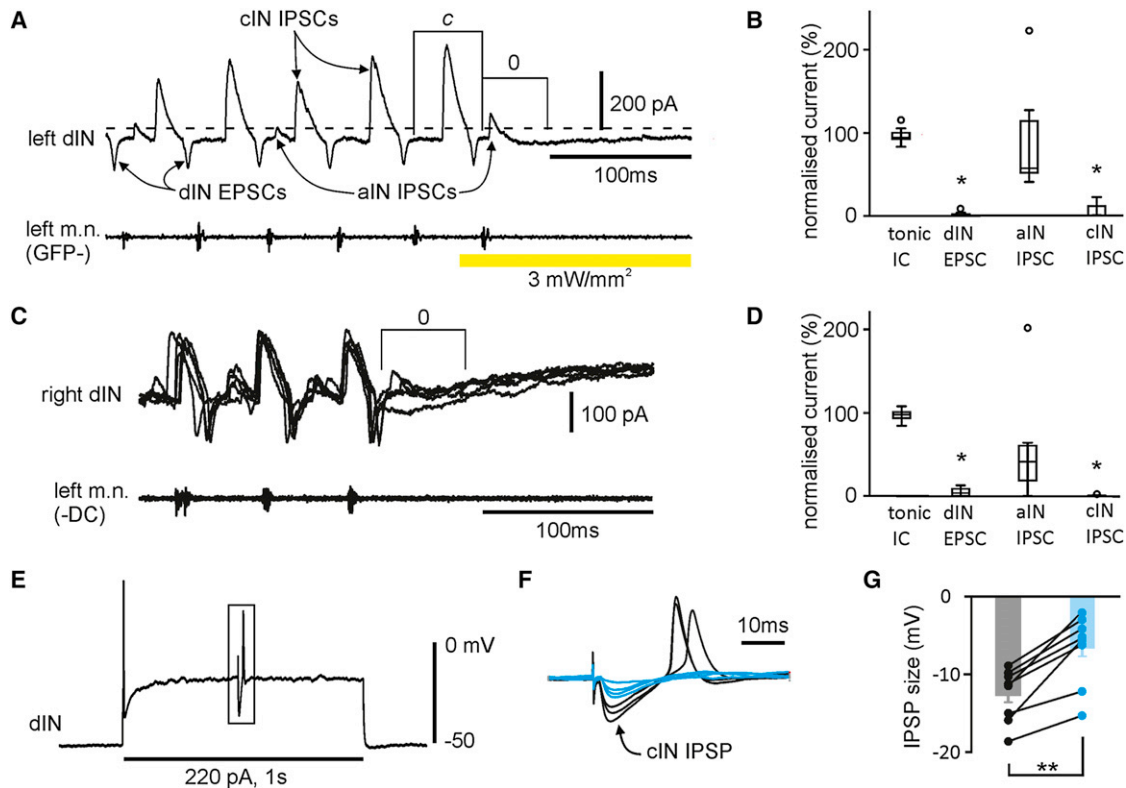 A
cIN IPSCs
c
0
200 pA
left dIN
dIN EPSCs
aIN IPSCs
100ms
left m.n.
(GFP-)
3 mW/mm²
B
normalised current (%)
200
100
0
*
*
tonic IC
dIN EPSC
aIN IPSC
cIN IPSC
C
0
right dIN
100 pA
left m.n.
(-DC)
100ms
D
normalised current (%)
200
100
0
*
*
tonic IC
dIN EPSC
aIN IPSC
cIN IPSC
E
0 mV
-50
dIN
220 pA, 1s
F
10ms
cIN IPSP
G
IPSP size (mV)
0
-10
-20
**